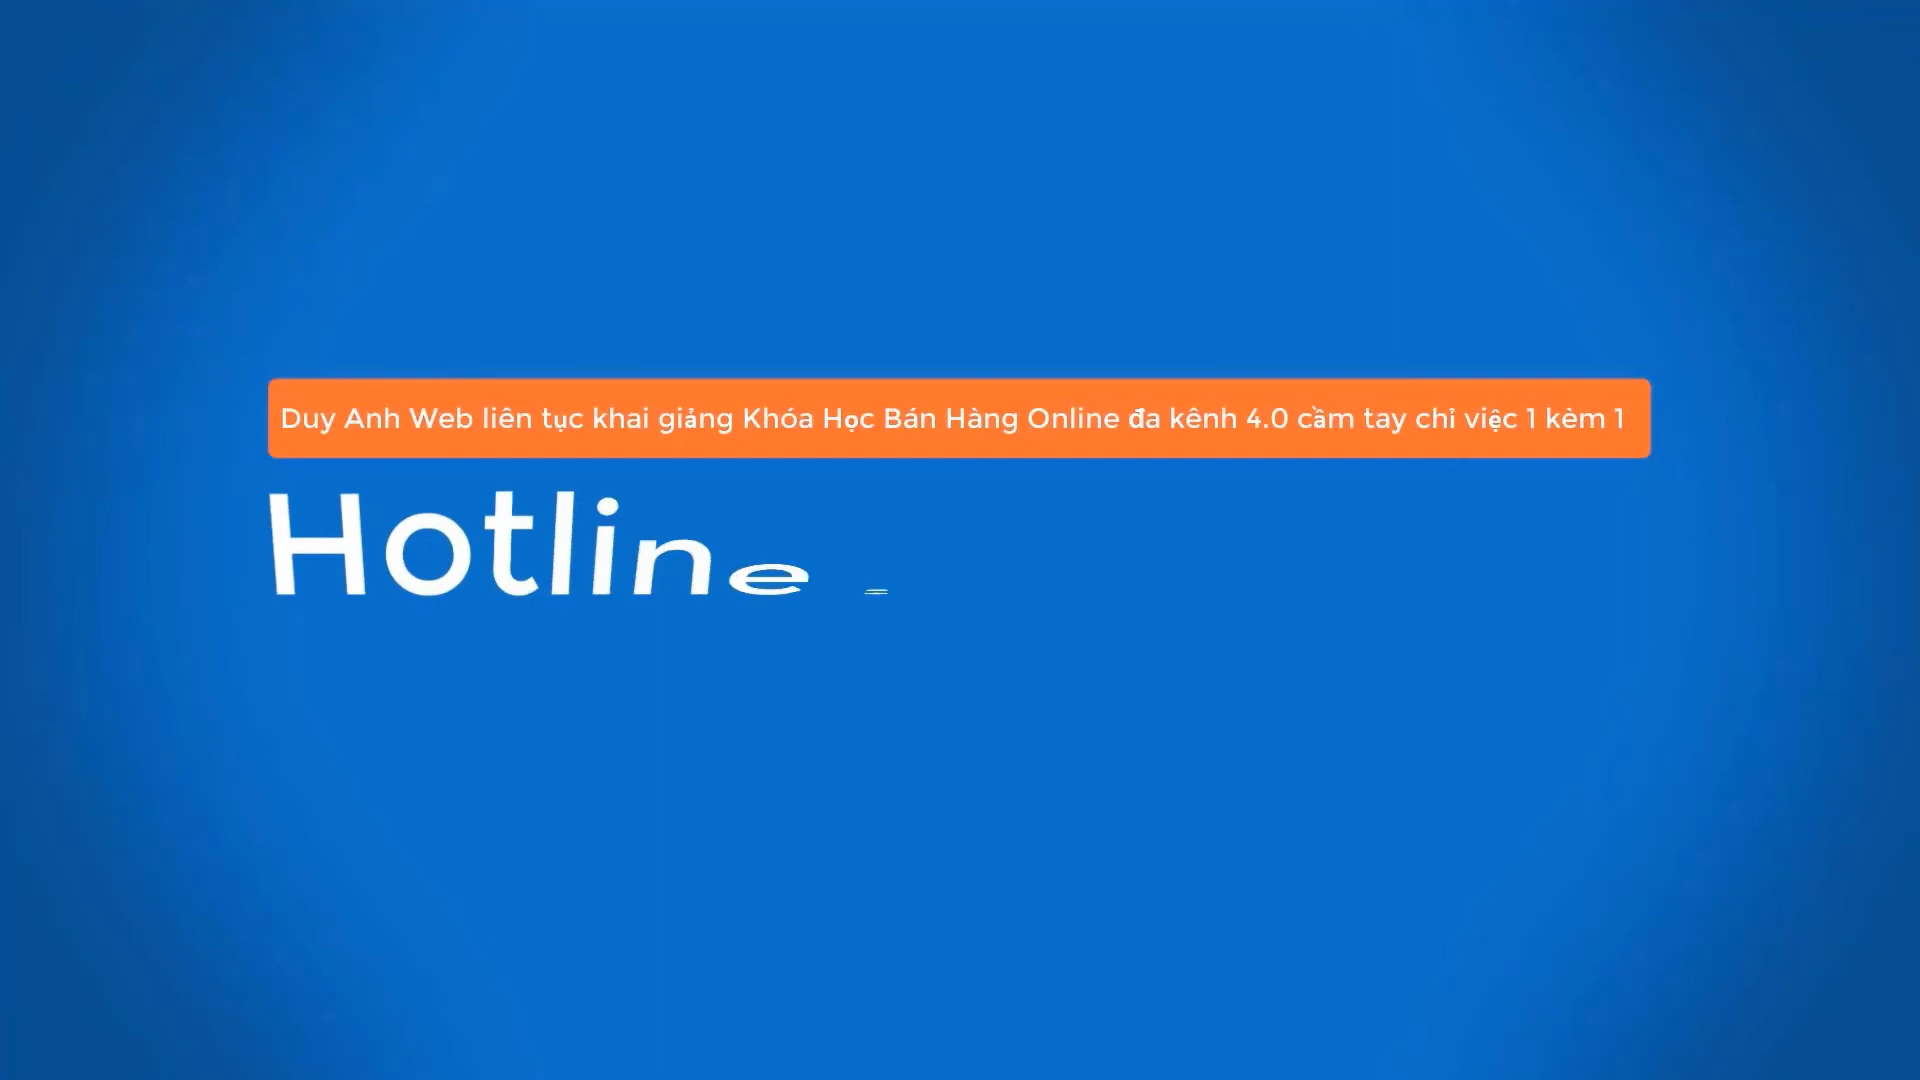 Duy Anh Web liên tục khai giảng Khóa Học Bán Hàng Online đa kênh 4.0 cầm tay chỉ việc 1 kèm 1
Hotline